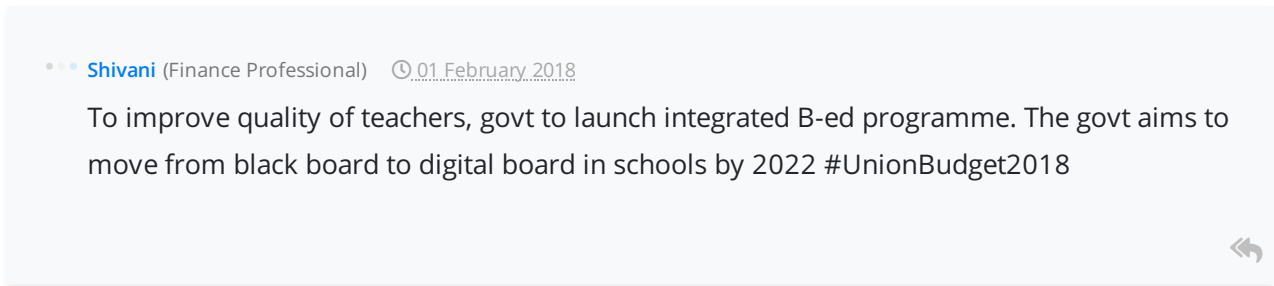 Shivani (Finance Professional) 01 February 2018
To improve quality of teachers, govt to launch integrated B-ed programme. The govt aims to
move from black board to digital board in schools by 2022 #UnionBudget2018